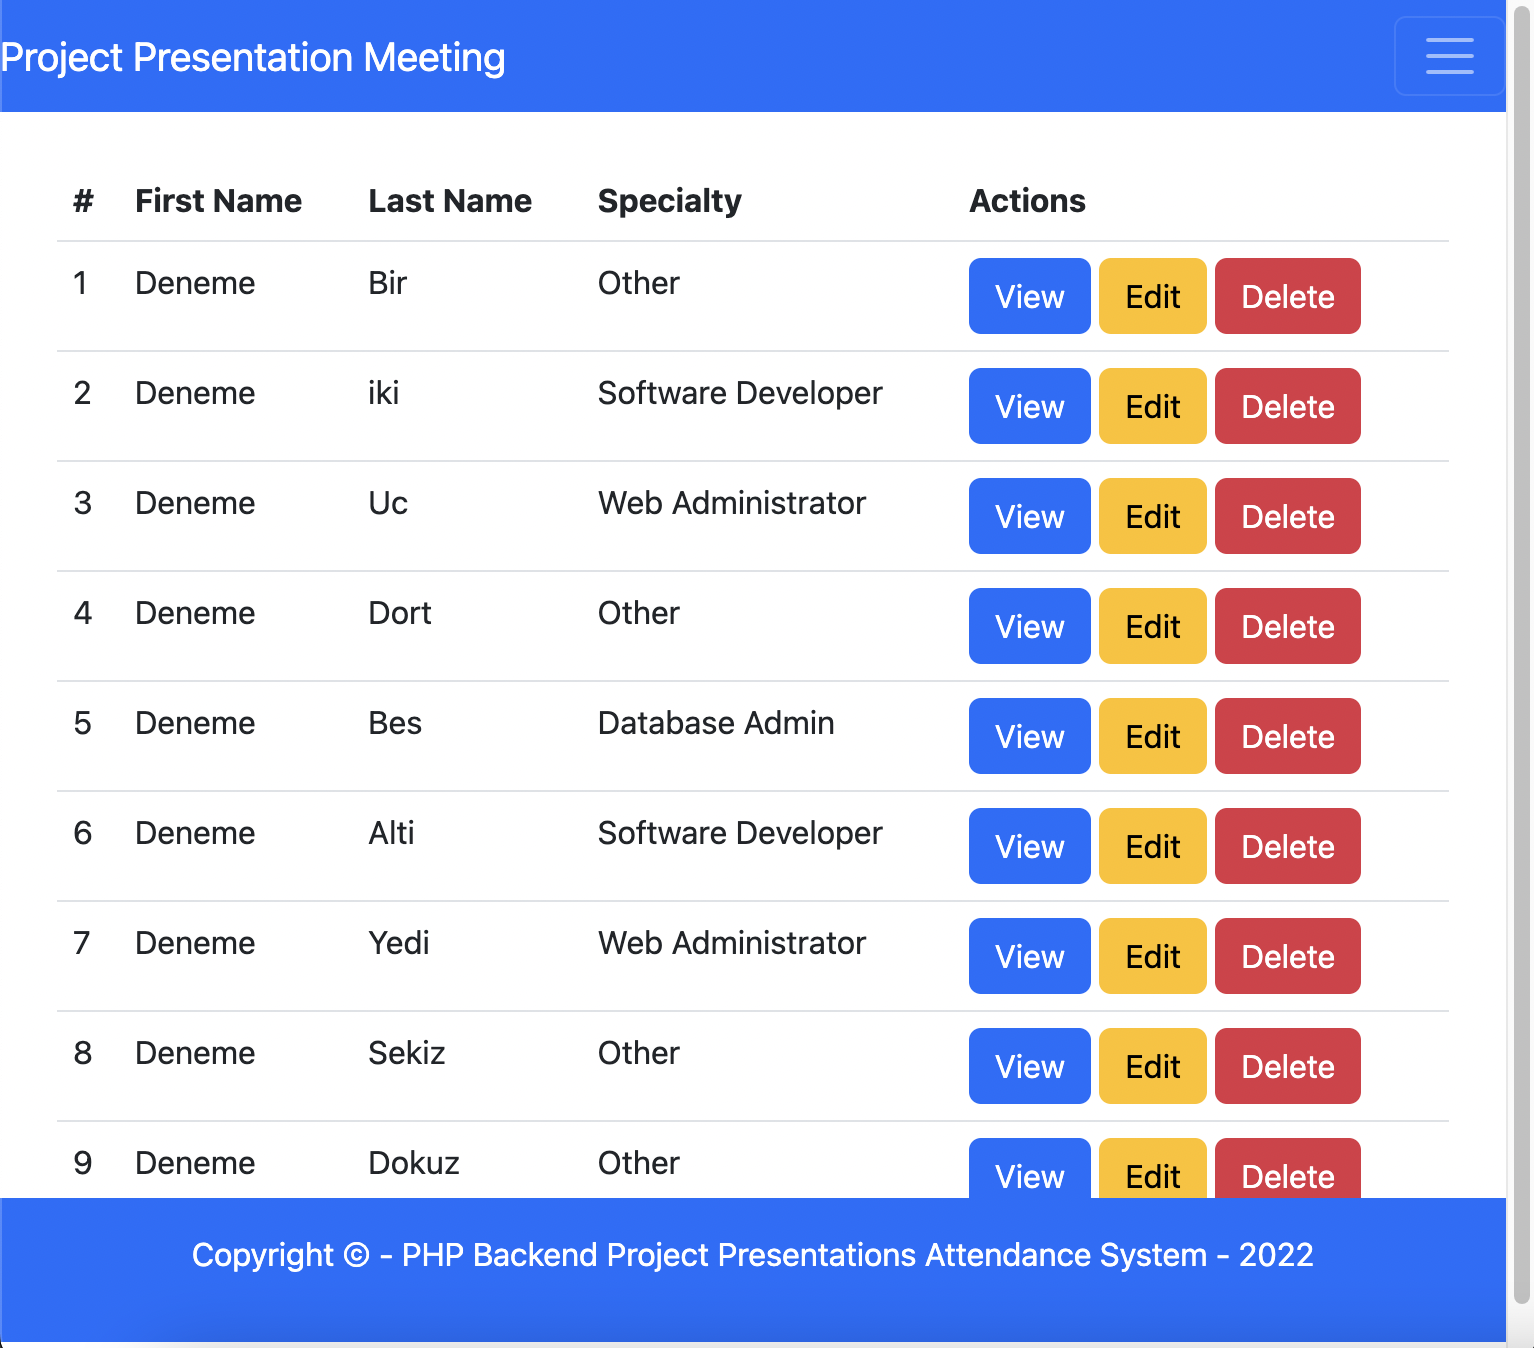 Project Presentation Meeting
# First Name Last Name Specialty Actions
1 Deneme Bir Other View Edit Delete
2 Deneme iki Software Developer View Edit Delete
3 Deneme Uc Web Administrator View Edit Delete
4 Deneme Dort Other View Edit Delete
5 Deneme Bes Database Admin View Edit Delete
6 Deneme Alti Software Developer View Edit Delete
7 Deneme Yedi Web Administrator View Edit Delete
8 Deneme Sekiz Other View Edit Delete
9 Deneme Dokuz Other View Edit Delete
Copyright © - PHP Backend Project Presentations Attendance System - 2022